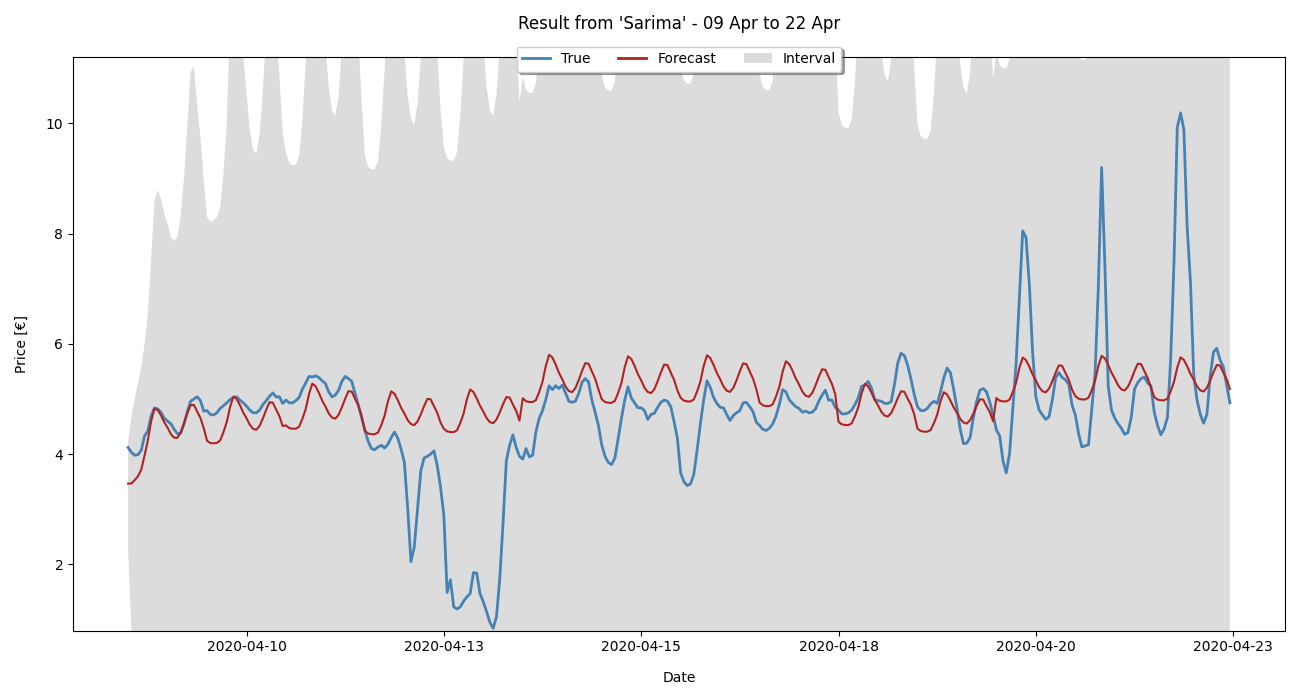 Result from 'Sarima' - 09 Apr to 22 Apr
True Forecast Interval
Price [€]
10
8
6
4
2
2020-04-10 2020-04-13 2020-04-15 2020-04-18 2020-04-20 2020-04-23
Date